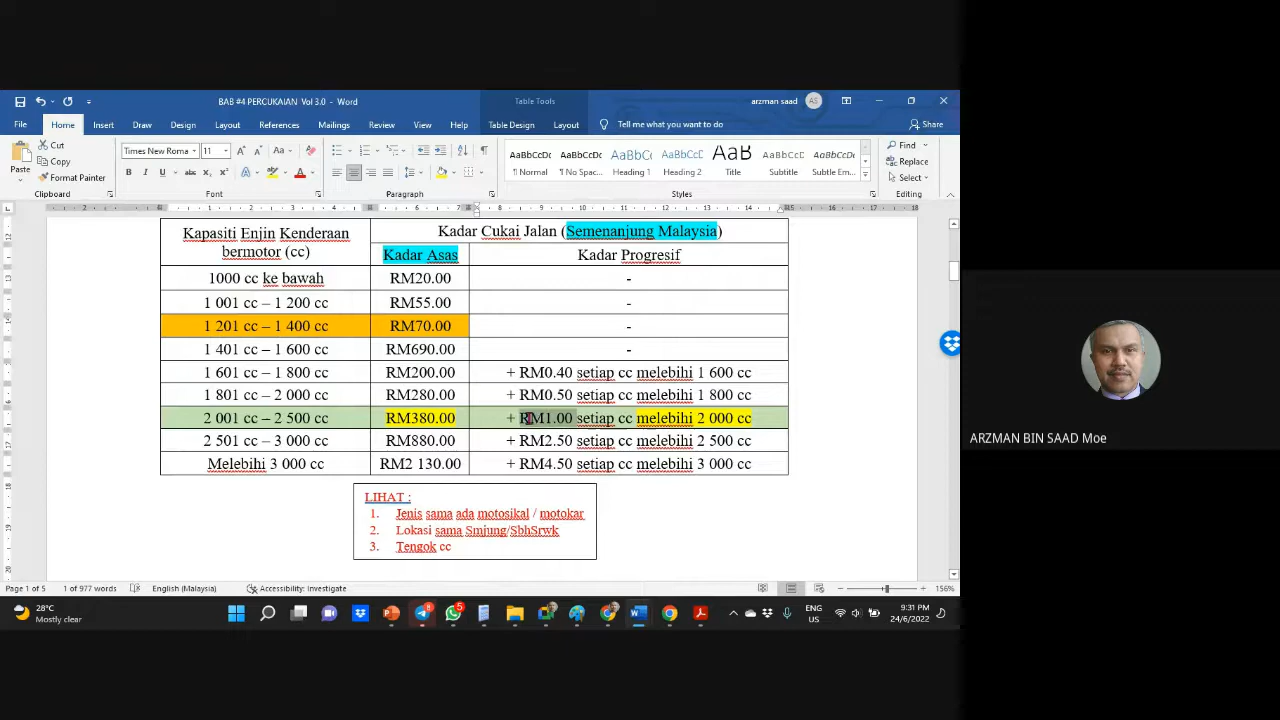 BAB #4 PERCUKAIAN Vol 3.0 - Word
Table Tools
arzman saad
AS
File
Home
Insert
Draw
Design
Layout
References
Mailings
Review
View
Help
Table Design
Layout
Tell me what you want to do
Share
Paste
Cut
Copy
Format Painter
Clipboard
Times New Roma
11
Font
Paragraph
AaBbCcDc
¶ Normal
AaBbCcDc
¶ No Spac...
AaBbCc
Heading 1
AaBbCcD
Heading 2
AaB
Title
AaBbCcD
Subtitle
AaBbCcDc
Subtle Em...
Styles
Find
Replace
Select
Editing
Kapasiti Enjin Kenderaan
bermotor (cc)
Kadar Cukai Jalan (Semenanjung Malaysia)
Kadar Asas
Kadar Progresif
1000 cc ke bawah RM20.00 -
1 001 cc – 1 200 cc RM55.00 -
1 201 cc – 1 400 cc RM70.00 -
1 401 cc – 1 600 cc RM690.00 -
1 601 cc – 1 800 cc RM200.00 + RM0.40 setiap cc melebihi 1 600 cc
1 801 cc – 2 000 cc RM280.00 + RM0.50 setiap cc melebihi 1 800 cc
2 001 cc – 2 500 cc RM380.00 + RM1.00 setiap cc melebihi 2 000 cc
2 501 cc – 3 000 cc RM880.00 + RM2.50 setiap cc melebihi 2 500 cc
Melebihi 3 000 cc RM2 130.00 + RM4.50 setiap cc melebihi 3 000 cc
LIHAT :
1. Jenis sama ada motosikal / motokar
2. Lokasi sama Smjung/SbhSrwk
3. Tengok cc
ARZMAN BIN SAAD Moe
Page 1 of 5
1 of 977 words
English (Malaysia)
Accessibility: Investigate
156%
28°C
Mostly clear
ENG
US
9:31 PM
24/6/2022